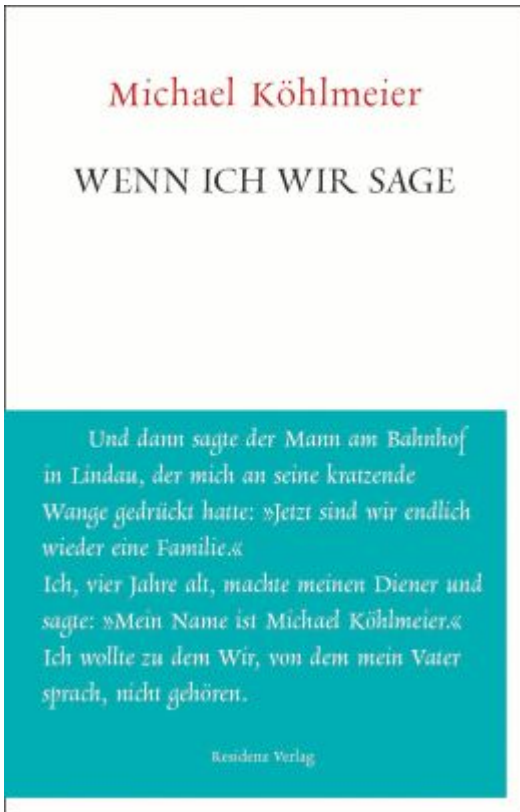 Michael Köhlmeier
WENN ICH WIR SAGE
Und dann sagte der Mann am Bahnhof
in Lindau, der mich an seine kratzende
Wange gedrückt hatte: »Jetzt sind wir endlich
wieder eine Familie.«
Ich, vier Jahre alt, machte meinen Diener und
sagte: »Mein Name ist Michael Köhlmeier.«
Ich wollte zu dem Wir, von dem mein Vater
sprach, nicht gehören.
Residenz Verlag